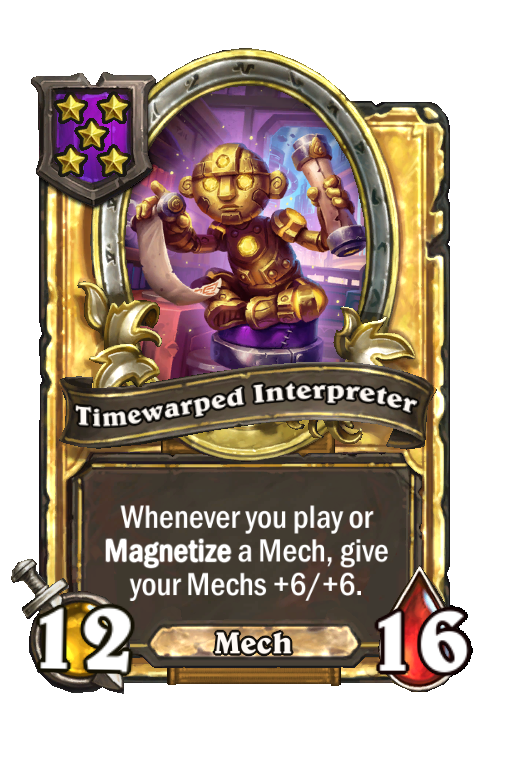 Timewarped Interpreter
Whenever you play or
Magnetize a Mech, give
your Mechs +6/+6.
12
Mech
16